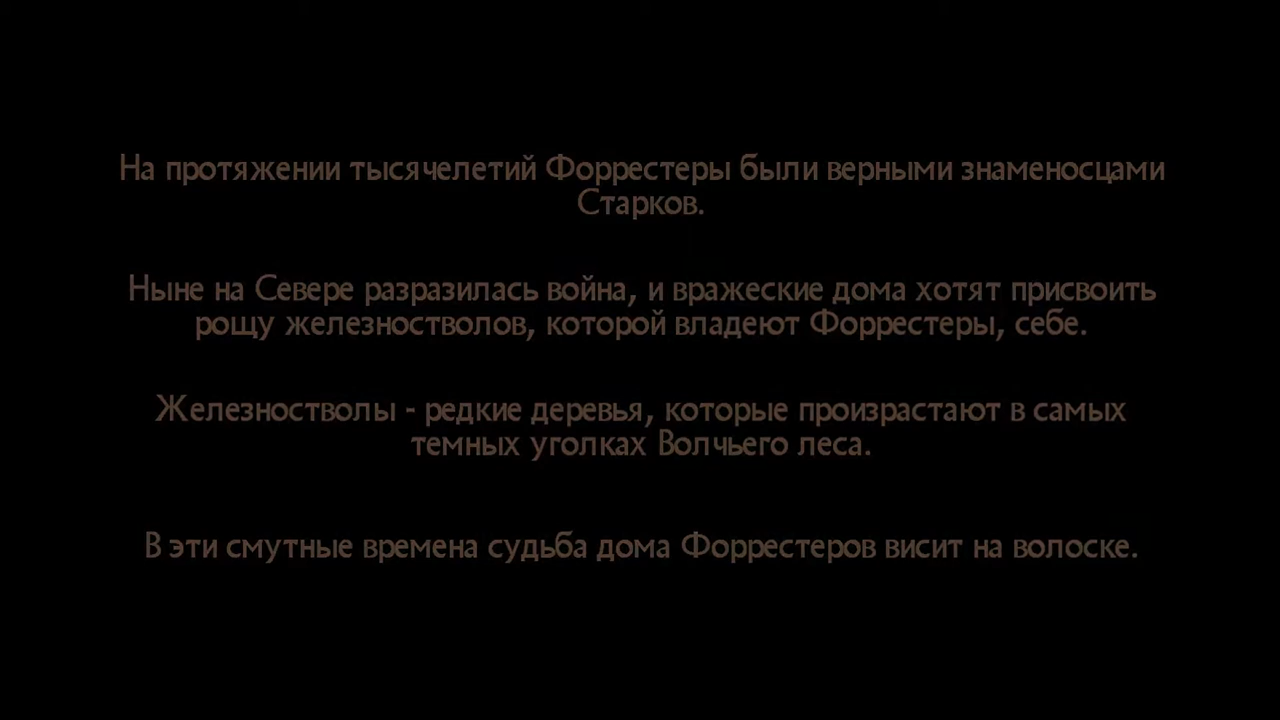 На протяжении тысячелетий Форрестеры были верными знаменосцами
Старков.
Ныне на Севере разразилась война, и вражеские дома хотят присвоить
рощу железностволов, которой владеют Форрестеры, себе.
Железностволы - редкие деревья, которые произрастают в самых
темных уголках Волчьего леса.
В эти смутные времена судьба дома Форрестеров висит на волоске.